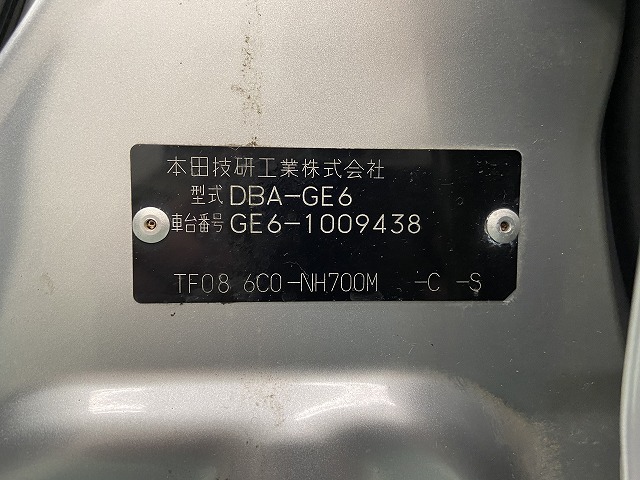 本田技研工業株式会社
型式 DBA-GE6
車台番号 GE6-1009438
TF08 6C0-NH700M -C -S